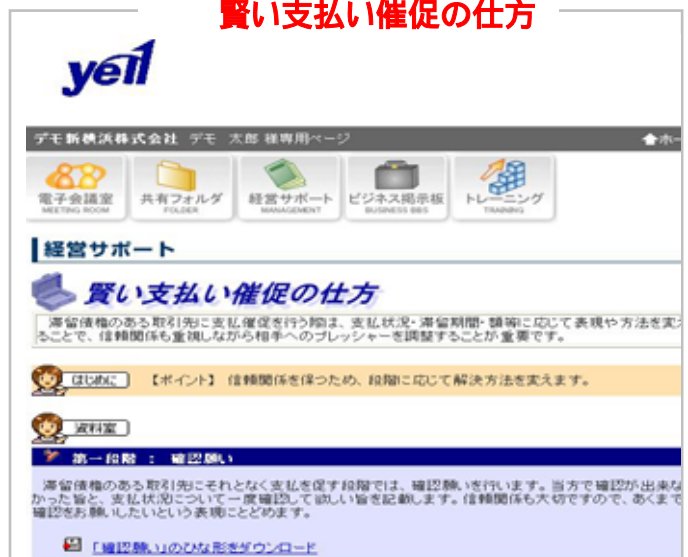 賢い支払い催促の仕方
yell
デモ新横浜株式会社 デモ 太郎 様専用ページ
ホー
電子会議室
MEETING ROOM
共有フォルダ
FOLDER
経営サポート
MANAGEMENT
ビジネス掲示板
BUSINESS BBS
トレーニング
TRAINING
経営サポート
賢い支払い催促の仕方
滞留債権のある取引先に支払催促を行う際は、支払状況・滞留期間・額等に応じて表現や方法を変え
ることで、信頼関係も重視しながら相手へのプレッシャーを調整することが重要です。
はじめに
【ポイント】 信頼関係を保つため、段階に応じて解決方法を変えます。
資料室
第一段階 : 確認願い
滞留債権のある取引先にそれとなく支払を促す段階では、確認願いを行います。当方で確認が出来な
かった旨と、支払状況について一度確認して欲しい旨を記載します。信頼関係も大切ですので、あくまで
確認をお願いしたいという表現にとどめます。
「確認願い」のひな形をダウンロード